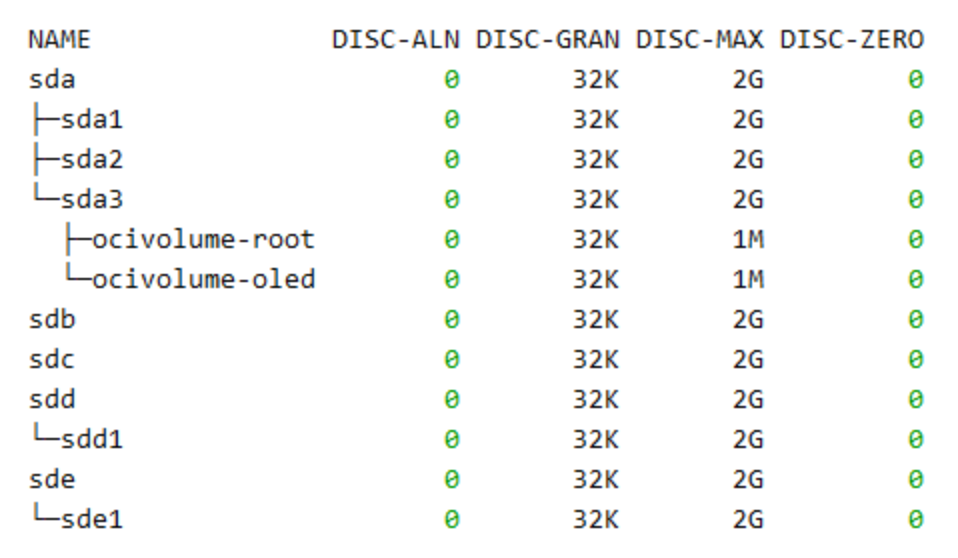 NAME                DISC-ALN DISC-GRAN DISC-MAX DISC-ZERO
sda                        0       32K       2G         0
├─sda1                     0       32K       2G         0
├─sda2                     0       32K       2G         0
└─sda3                     0       32K       2G         0
  ├─ocivolume-root         0       32K       1M         0
  └─ocivolume-oled         0       32K       1M         0
sdb                        0       32K       2G         0
sdc                        0       32K       2G         0
sdd                        0       32K       2G         0
└─sdd1                     0       32K       2G         0
sde                        0       32K       2G         0
└─sde1                     0       32K       2G         0